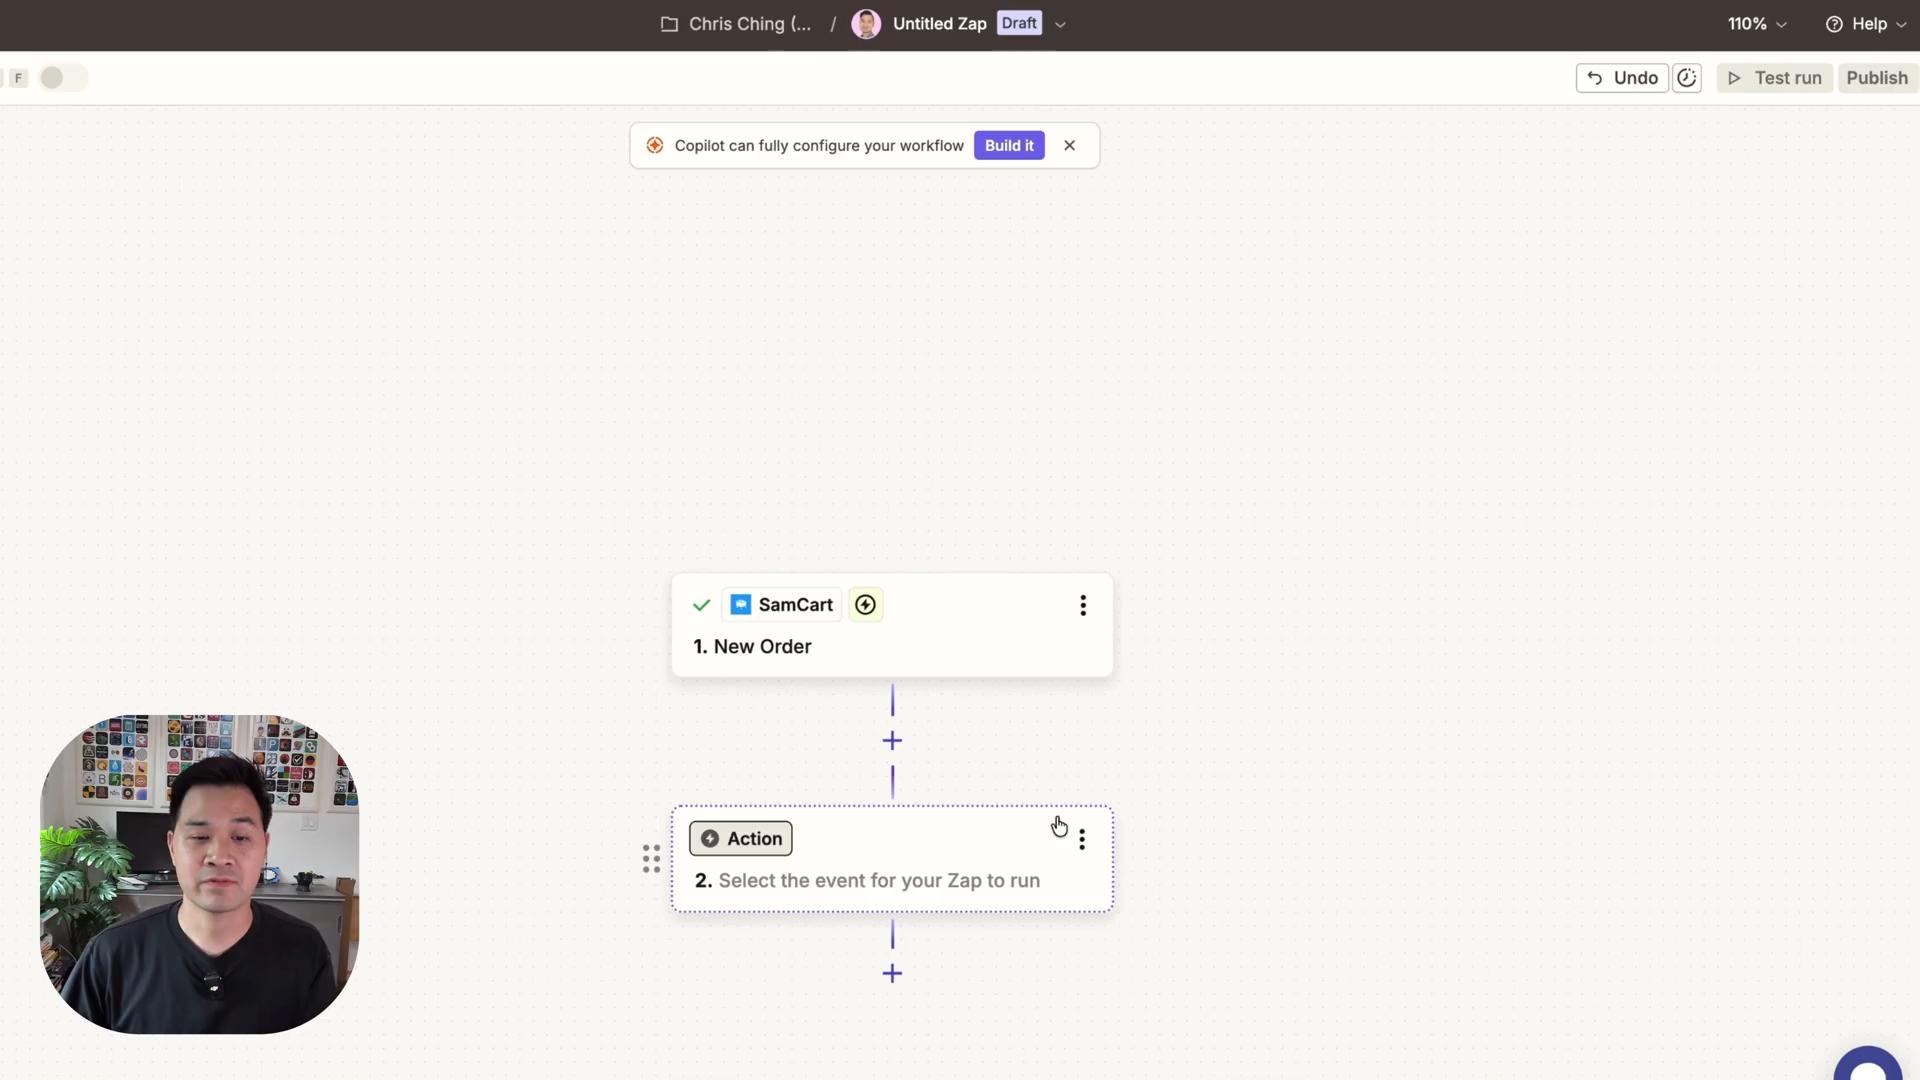 Chris Ching (... / Untitled Zap Draft 110% Help
F Undo Test run Publish
Copilot can fully configure your workflow Build it
SamCart
1. New Order
Action
2. Select the event for your Zap to run